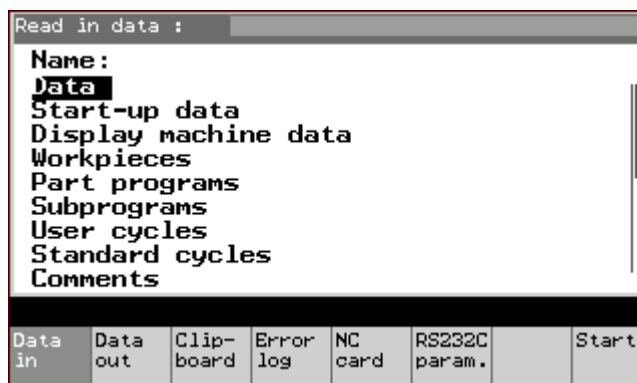 Read in data :
Name:
Data
Start-up data
Display machine data
Workpieces
Part programs
Subprograms
User cycles
Standard cycles
Comments
Data Data Clip- Error NC RS232C Start
in out board log card param.